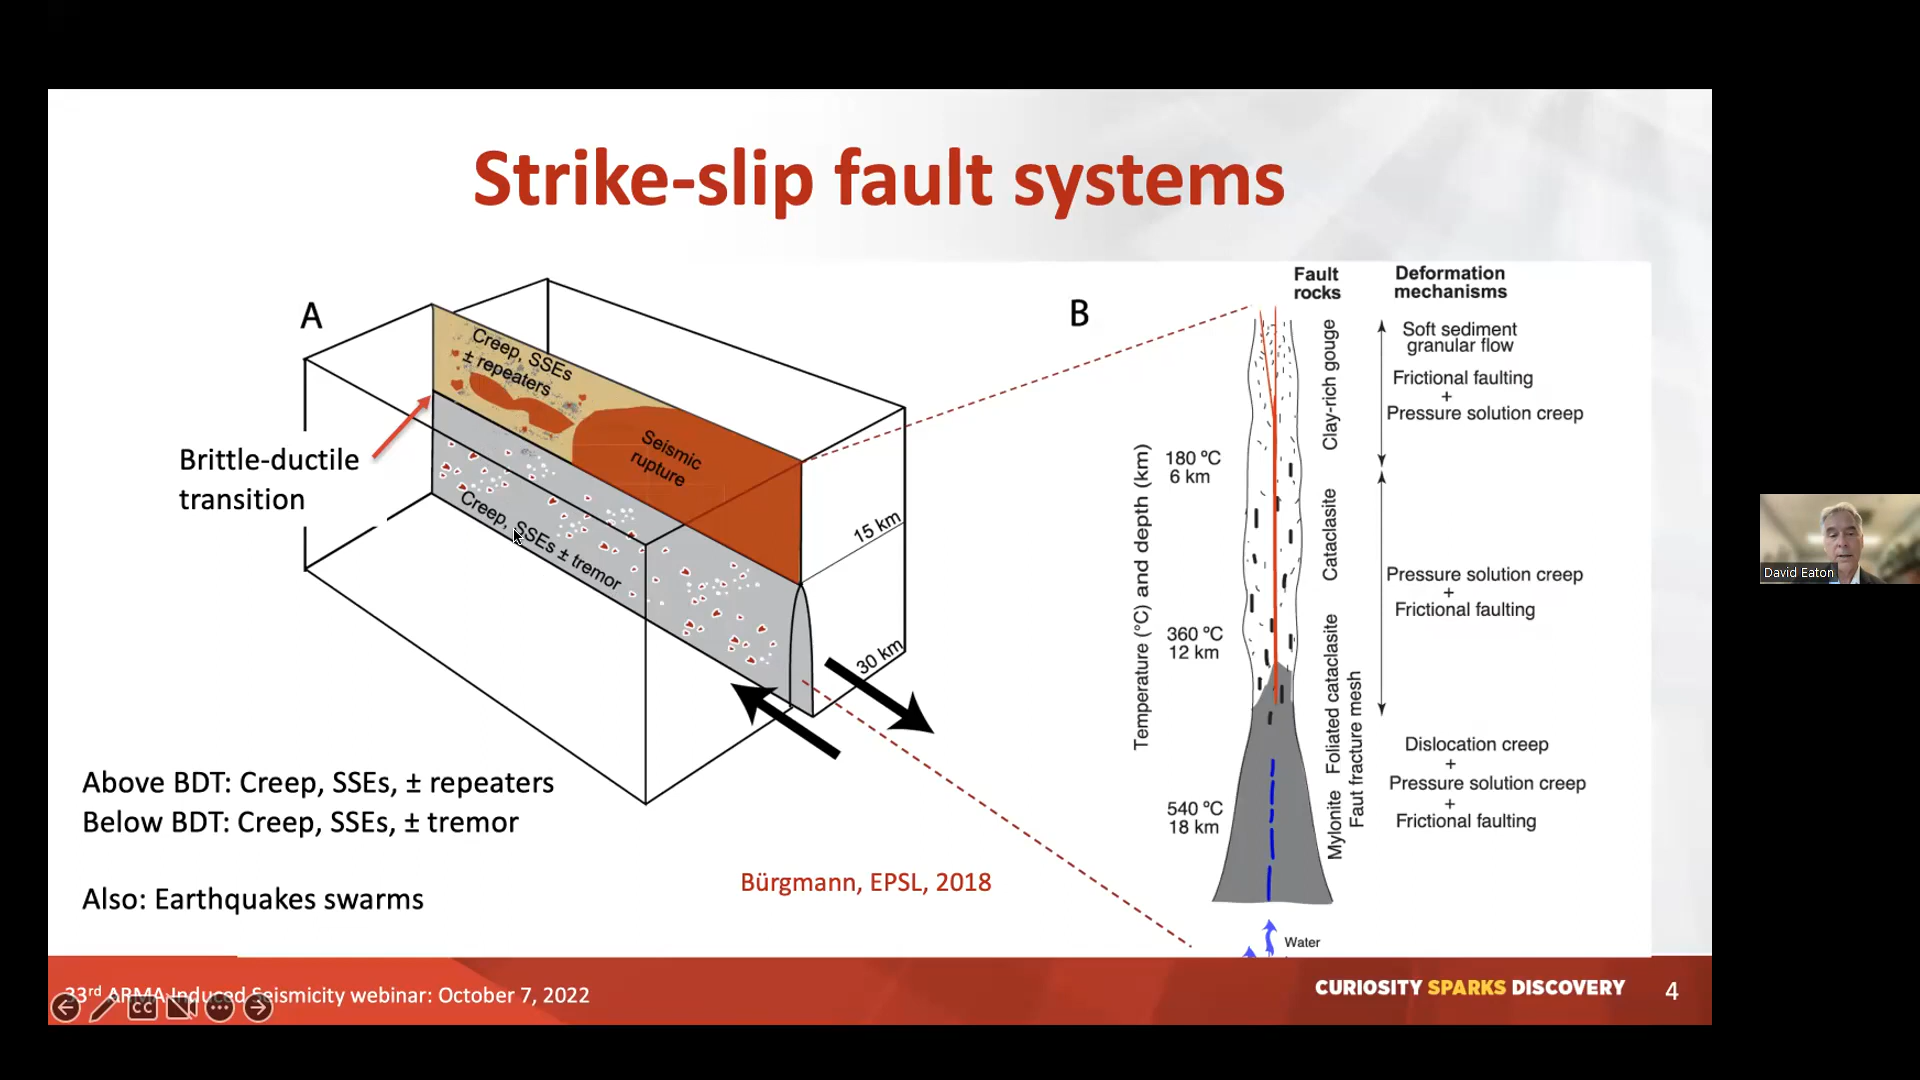 Strike-slip fault systems
A
Creep, SSEs
± repeaters
Seismic
rupture
Brittle-ductile
transition
Creep, SSEs ± tremor
15 km
30 km
Above BDT: Creep, SSEs, ± repeaters
Below BDT: Creep, SSEs, ± tremor
Also: Earthquakes swarms
Bürgmann, EPSL, 2018
B
Fault
rocks
Deformation
mechanisms
Temperature (°C) and depth (km)
180 ºC
6 km
360 ºC
12 km
540 ºC
18 km
Clay-rich gouge
Cataclasite
Foliated cataclasite
Mylonite
Faut fracture mesh
Soft sediment
granular flow
Frictional faulting
+
Pressure solution creep
Pressure solution creep
+
Frictional faulting
Dislocation creep
+
Pressure solution creep
+
Frictional faulting
Water
33rd ARMA Induced Seismicity webinar: October 7, 2022
CC
CURIOSITY SPARKS DISCOVERY
4
David Eaton